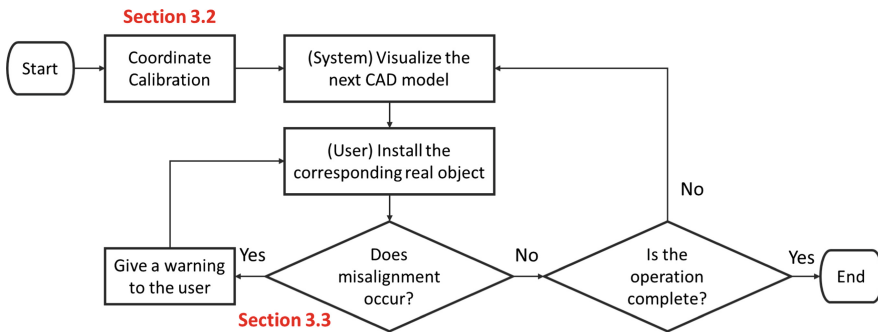 Section 3.2
Start
Coordinate
Calibration
(System) Visualize the
next CAD model
(User) Install the
corresponding real object
No
Give a warning
to the user
Yes
Does
misalignment
occur?
No
Is the
operation
complete?
Yes
End
Section 3.3